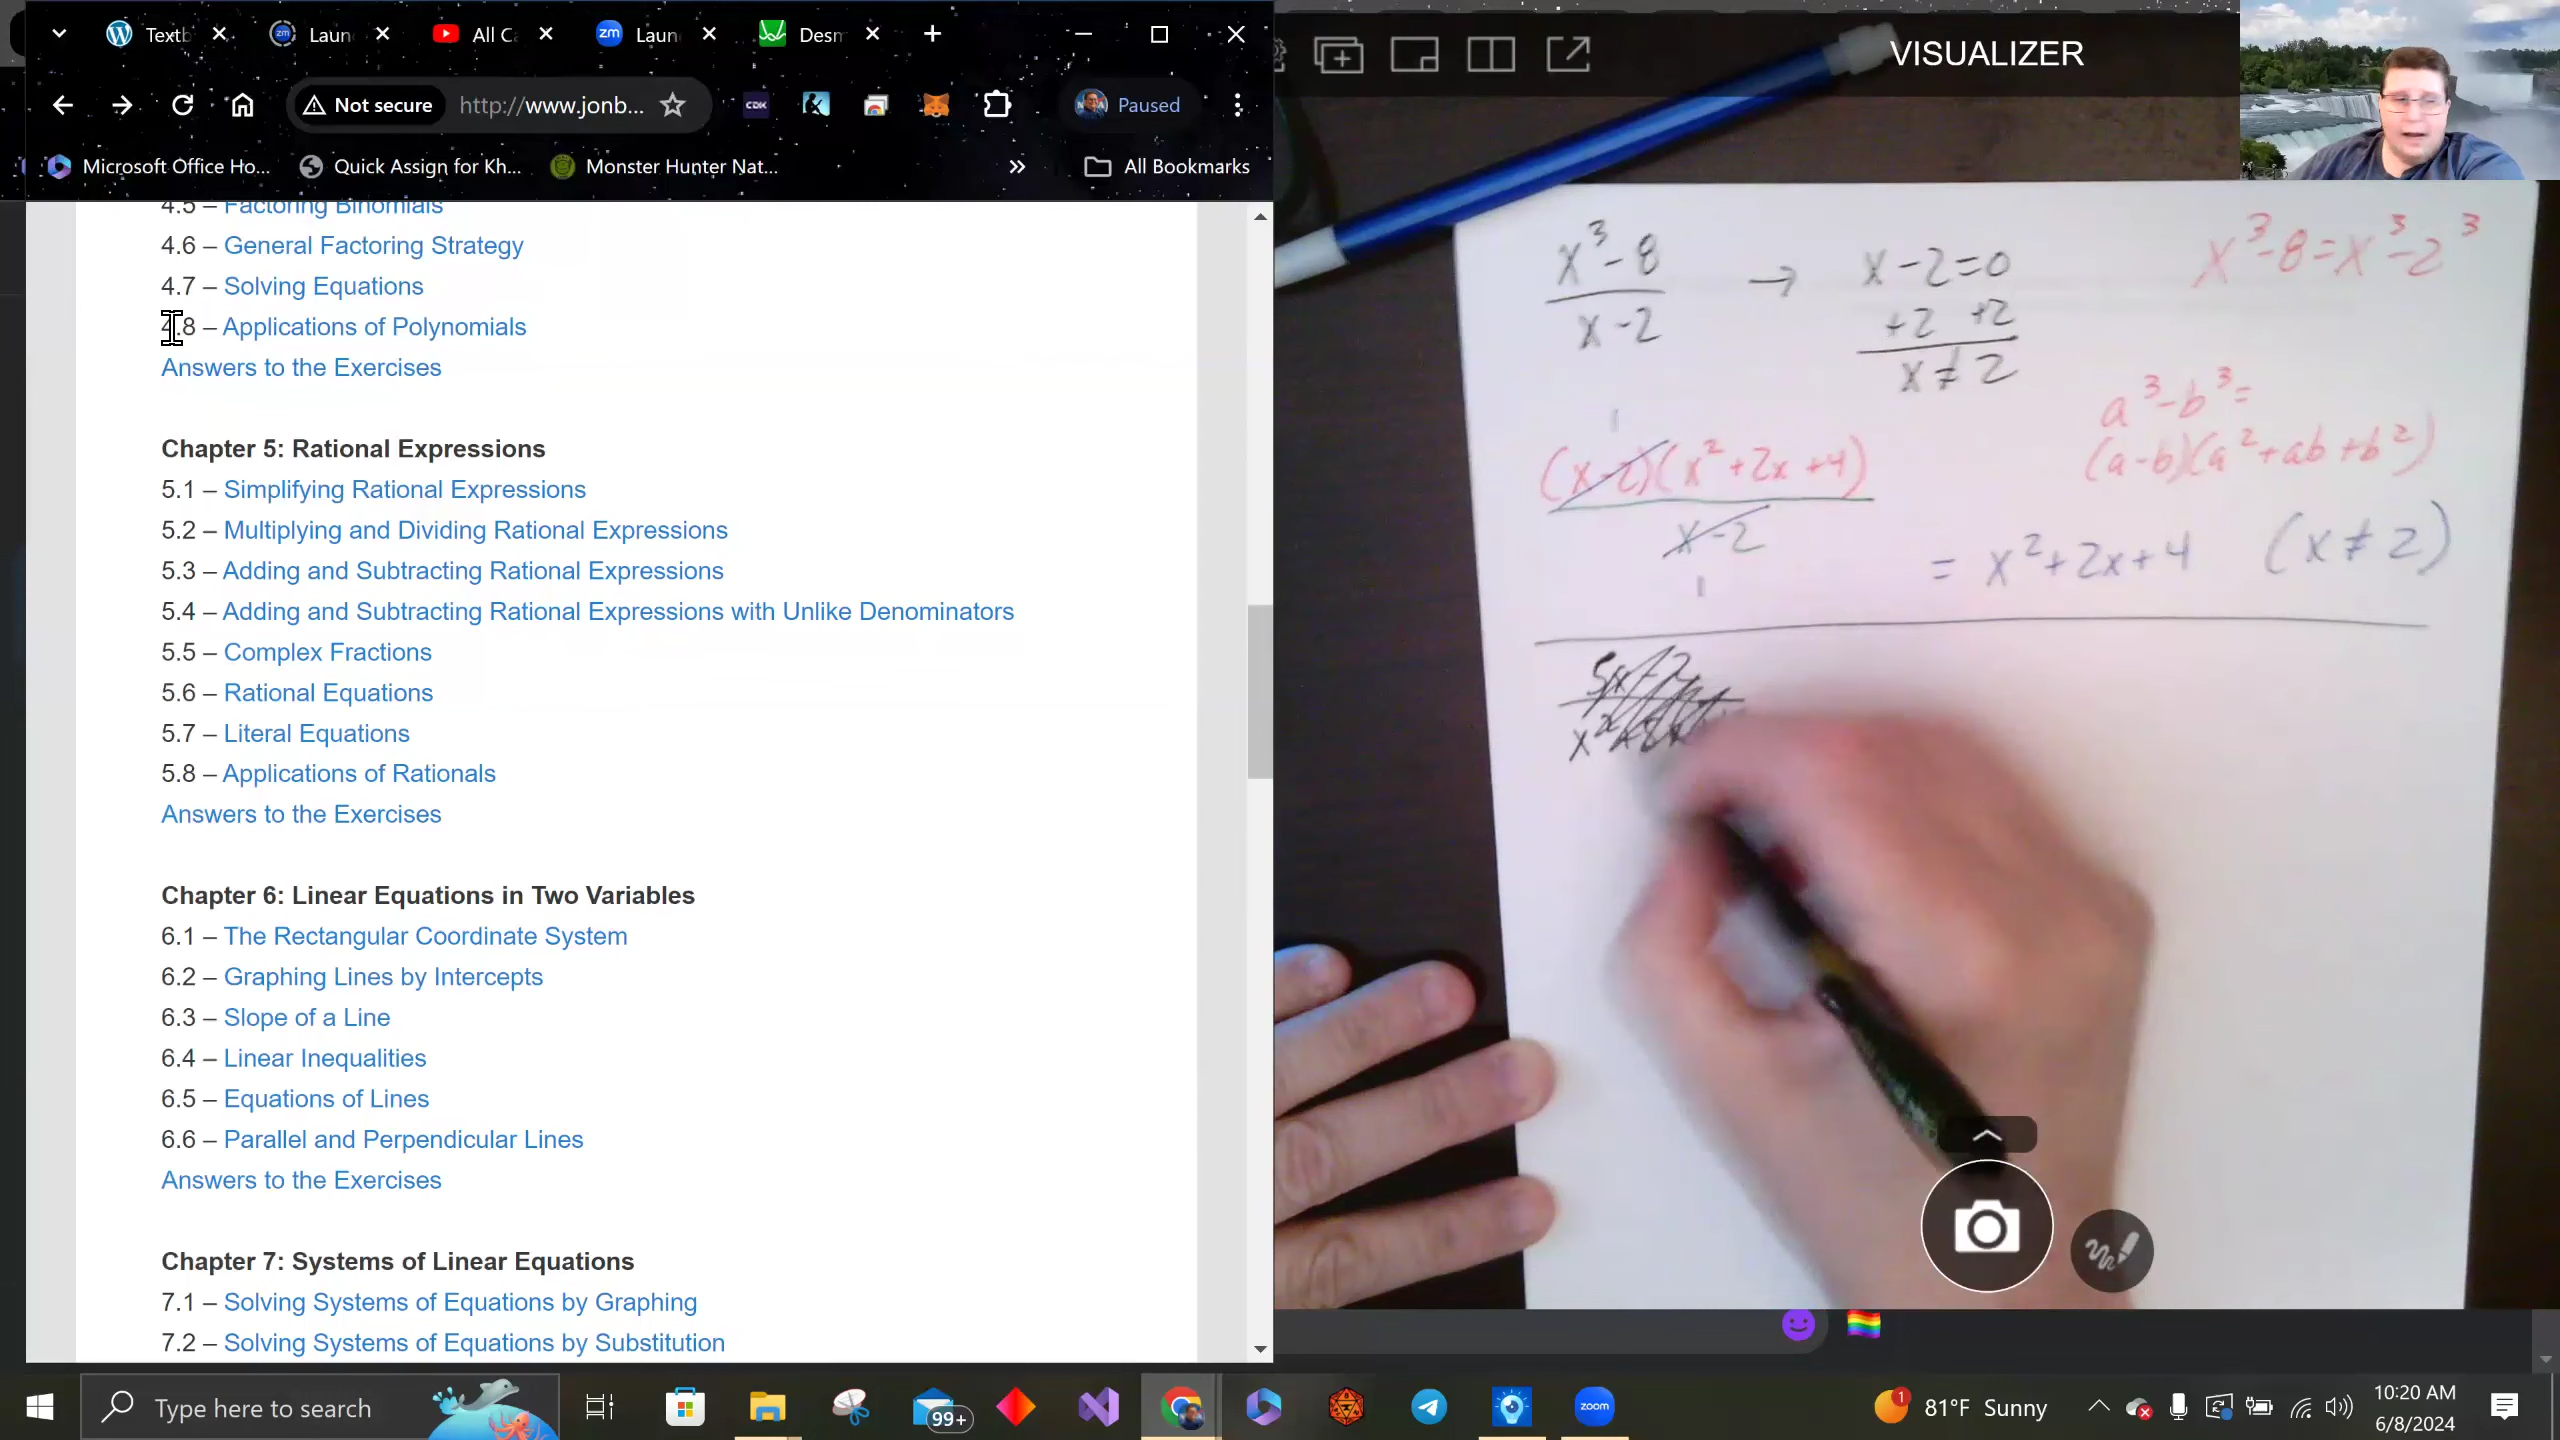 Textb
Laun
All C
Laun
Desm
Not secure
http://www.jonb...
CDK
Paused
Microsoft Office Ho...
Quick Assign for Kh...
Monster Hunter Nat...
»
All Bookmarks
4.5 – Factoring Binomials
4.6 – General Factoring Strategy
4.7 – Solving Equations
4.8 – Applications of Polynomials
Answers to the Exercises
Chapter 5: Rational Expressions
5.1 – Simplifying Rational Expressions
5.2 – Multiplying and Dividing Rational Expressions
5.3 – Adding and Subtracting Rational Expressions
5.4 – Adding and Subtracting Rational Expressions with Unlike Denominators
5.5 – Complex Fractions
5.6 – Rational Equations
5.7 – Literal Equations
5.8 – Applications of Rationals
Answers to the Exercises
Chapter 6: Linear Equations in Two Variables
6.1 – The Rectangular Coordinate System
6.2 – Graphing Lines by Intercepts
6.3 – Slope of a Line
6.4 – Linear Inequalities
6.5 – Equations of Lines
6.6 – Parallel and Perpendicular Lines
Answers to the Exercises
Chapter 7: Systems of Linear Equations
7.1 – Solving Systems of Equations by Graphing
7.2 – Solving Systems of Equations by Substitution
VISUALIZER
x³-8
x-2
→
x-2=0
+2 +2
x≠2
x³-8=x³-2³
a³-b³=
(a-b)(a²+ab+b²)
1
(x-2)(x²+2x+4)
x-2
1
= x²+2x+4 (x≠2)
Type here to search
99+
zoom
1
81°F Sunny
10:20 AM
6/8/2024